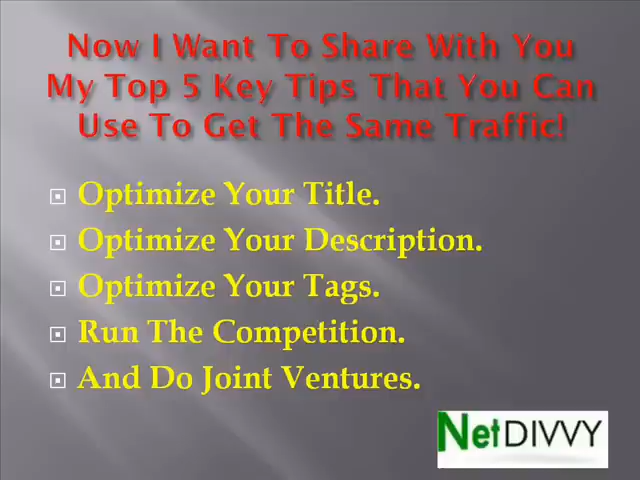 Now I Want To Share With You
My Top 5 Key Tips That You Can
Use To Get The Same Traffic!
Optimize Your Title.
Optimize Your Description.
Optimize Your Tags.
Run The Competition.
And Do Joint Ventures.
NetDIVVY